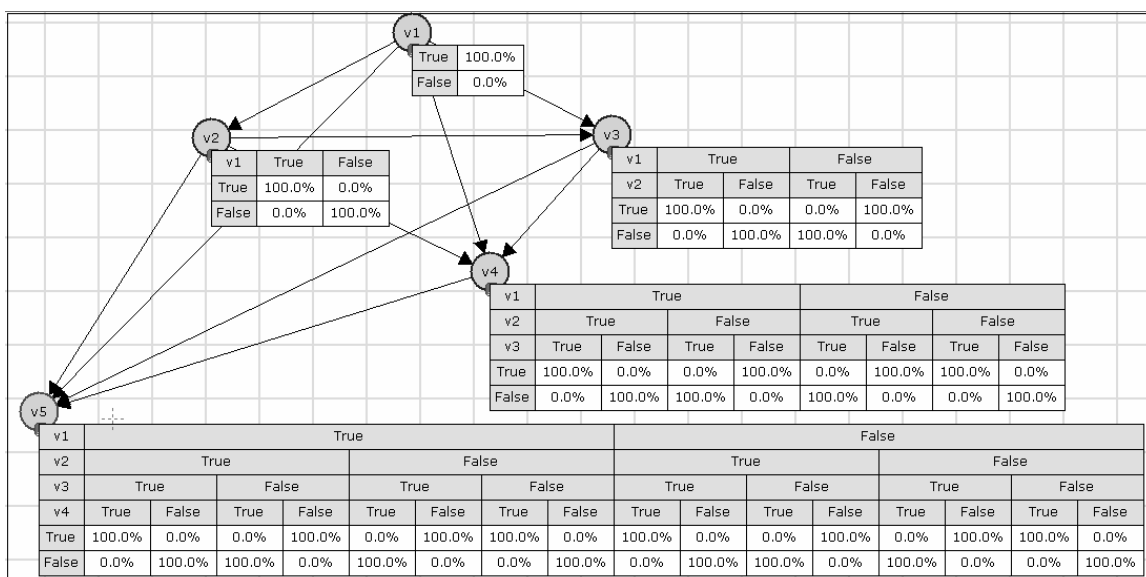 v1
True 100.0%
False 0.0%
v2
v1 True False
True 100.0% 0.0%
False 0.0% 100.0%
v3
v1 True False
v2 True False True False
True 100.0% 0.0% 0.0% 100.0%
False 0.0% 100.0% 100.0% 0.0%
v4
v1 True False
v2 True False True False
v3 True False True False True False True False
True 100.0% 0.0% 0.0% 100.0% 0.0% 100.0% 100.0% 0.0%
False 0.0% 100.0% 100.0% 0.0% 100.0% 0.0% 0.0% 100.0%
v5
v1 True False
v2 True False True False
v3 True False True False True False True False
v4 True False True False True False True False True False True False True False True False
True 100.0% 0.0% 0.0% 100.0% 0.0% 100.0% 100.0% 0.0% 100.0% 0.0% 0.0% 100.0% 0.0% 100.0% 100.0% 0.0%
False 0.0% 100.0% 100.0% 0.0% 100.0% 0.0% 0.0% 100.0% 0.0% 100.0% 100.0% 0.0% 100.0% 0.0% 0.0% 100.0%